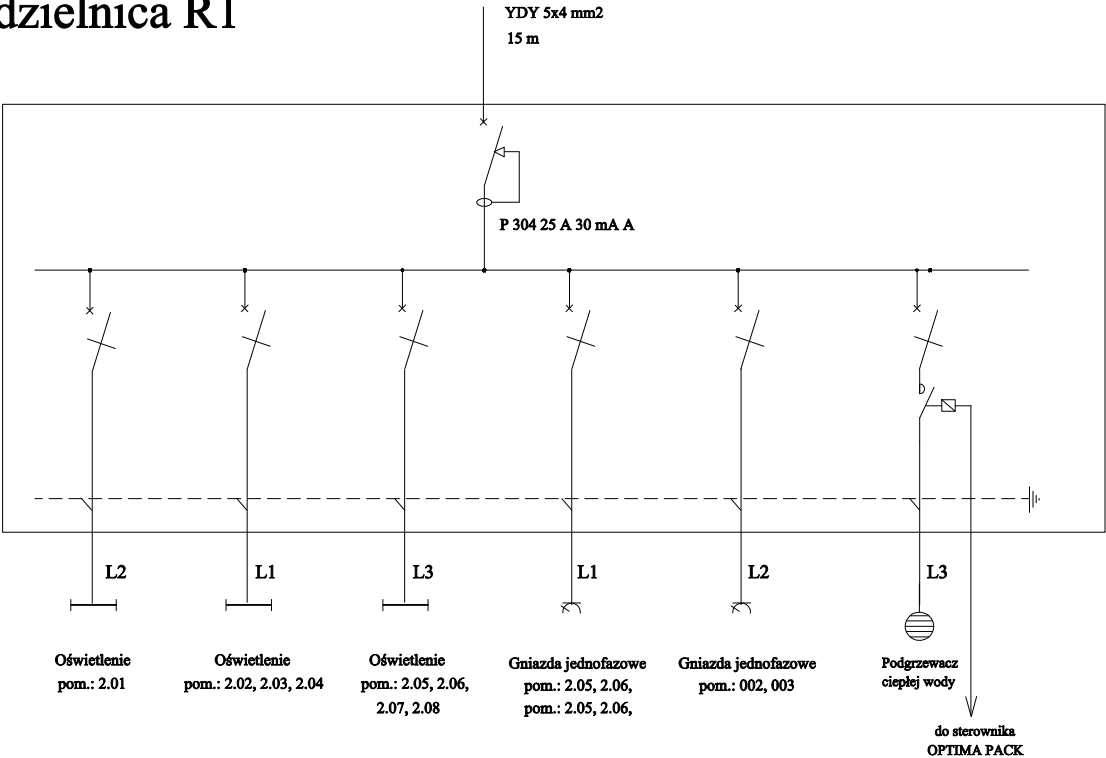 dzielnica R1
YDY 5x4 mm2
15 m
P 304 25 A 30 mA A
L2
L1
L3
L1
L2
L3
Oświetlenie
pom.: 2.01
Oświetlenie
pom.: 2.02, 2.03, 2.04
Oświetlenie
pom.: 2.05, 2.06,
2.07, 2.08
Gniazda jednofazowe
pom.: 2.05, 2.06,
pom.: 2.05, 2.06,
Gniazda jednofazowe
pom.: 002, 003
Podgrzewacz
ciepłej wody
do sterownika
OPTIMA PACK